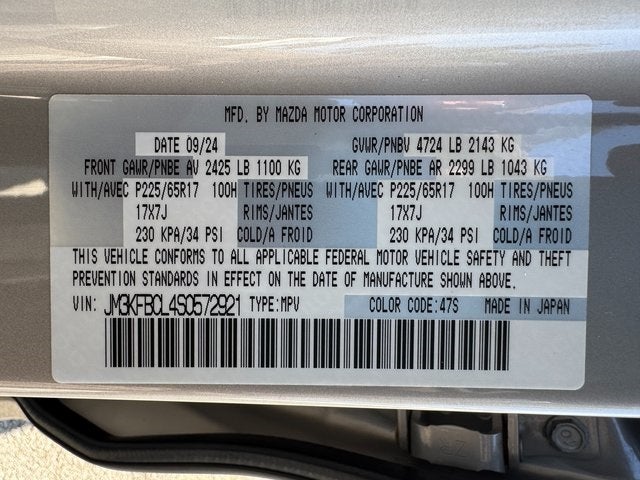 MFD. BY MAZDA MOTOR CORPORATION
DATE 09/24 GVWR/PNBV 4724 LB 2143 KG
FRONT GAWR/PNBE AV 2425 LB 1100 KG REAR GAWR/PNBE AR 2299 LB 1043 KG
WITH/AVEC P225/65R17 100H TIRES/PNEUS WITH/AVEC P225/65R17 100H TIRES/PNEUS
17X7J RIMS/JANTES 17X7J RIMS/JANTES
230 KPA/34 PSI COLD/A FROID 230 KPA/34 PSI COLD/A FROID
THIS VEHICLE CONFORMS TO ALL APPLICABLE FEDERAL MOTOR VEHICLE SAFETY AND THEFT
PREVENTION STANDARDS IN EFFECT ON THE DATE OF MANUFACTURE SHOWN ABOVE.
VIN: JM3KFBCL4S0572921 TYPE:MPV COLOR CODE:47S MADE IN JAPAN
ZR